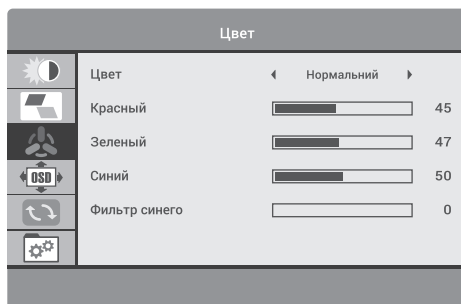 Цвет
Цвет Нормальний
Красный 45
Зеленый 47
Синий 50
OSD
Фильтр синего 0